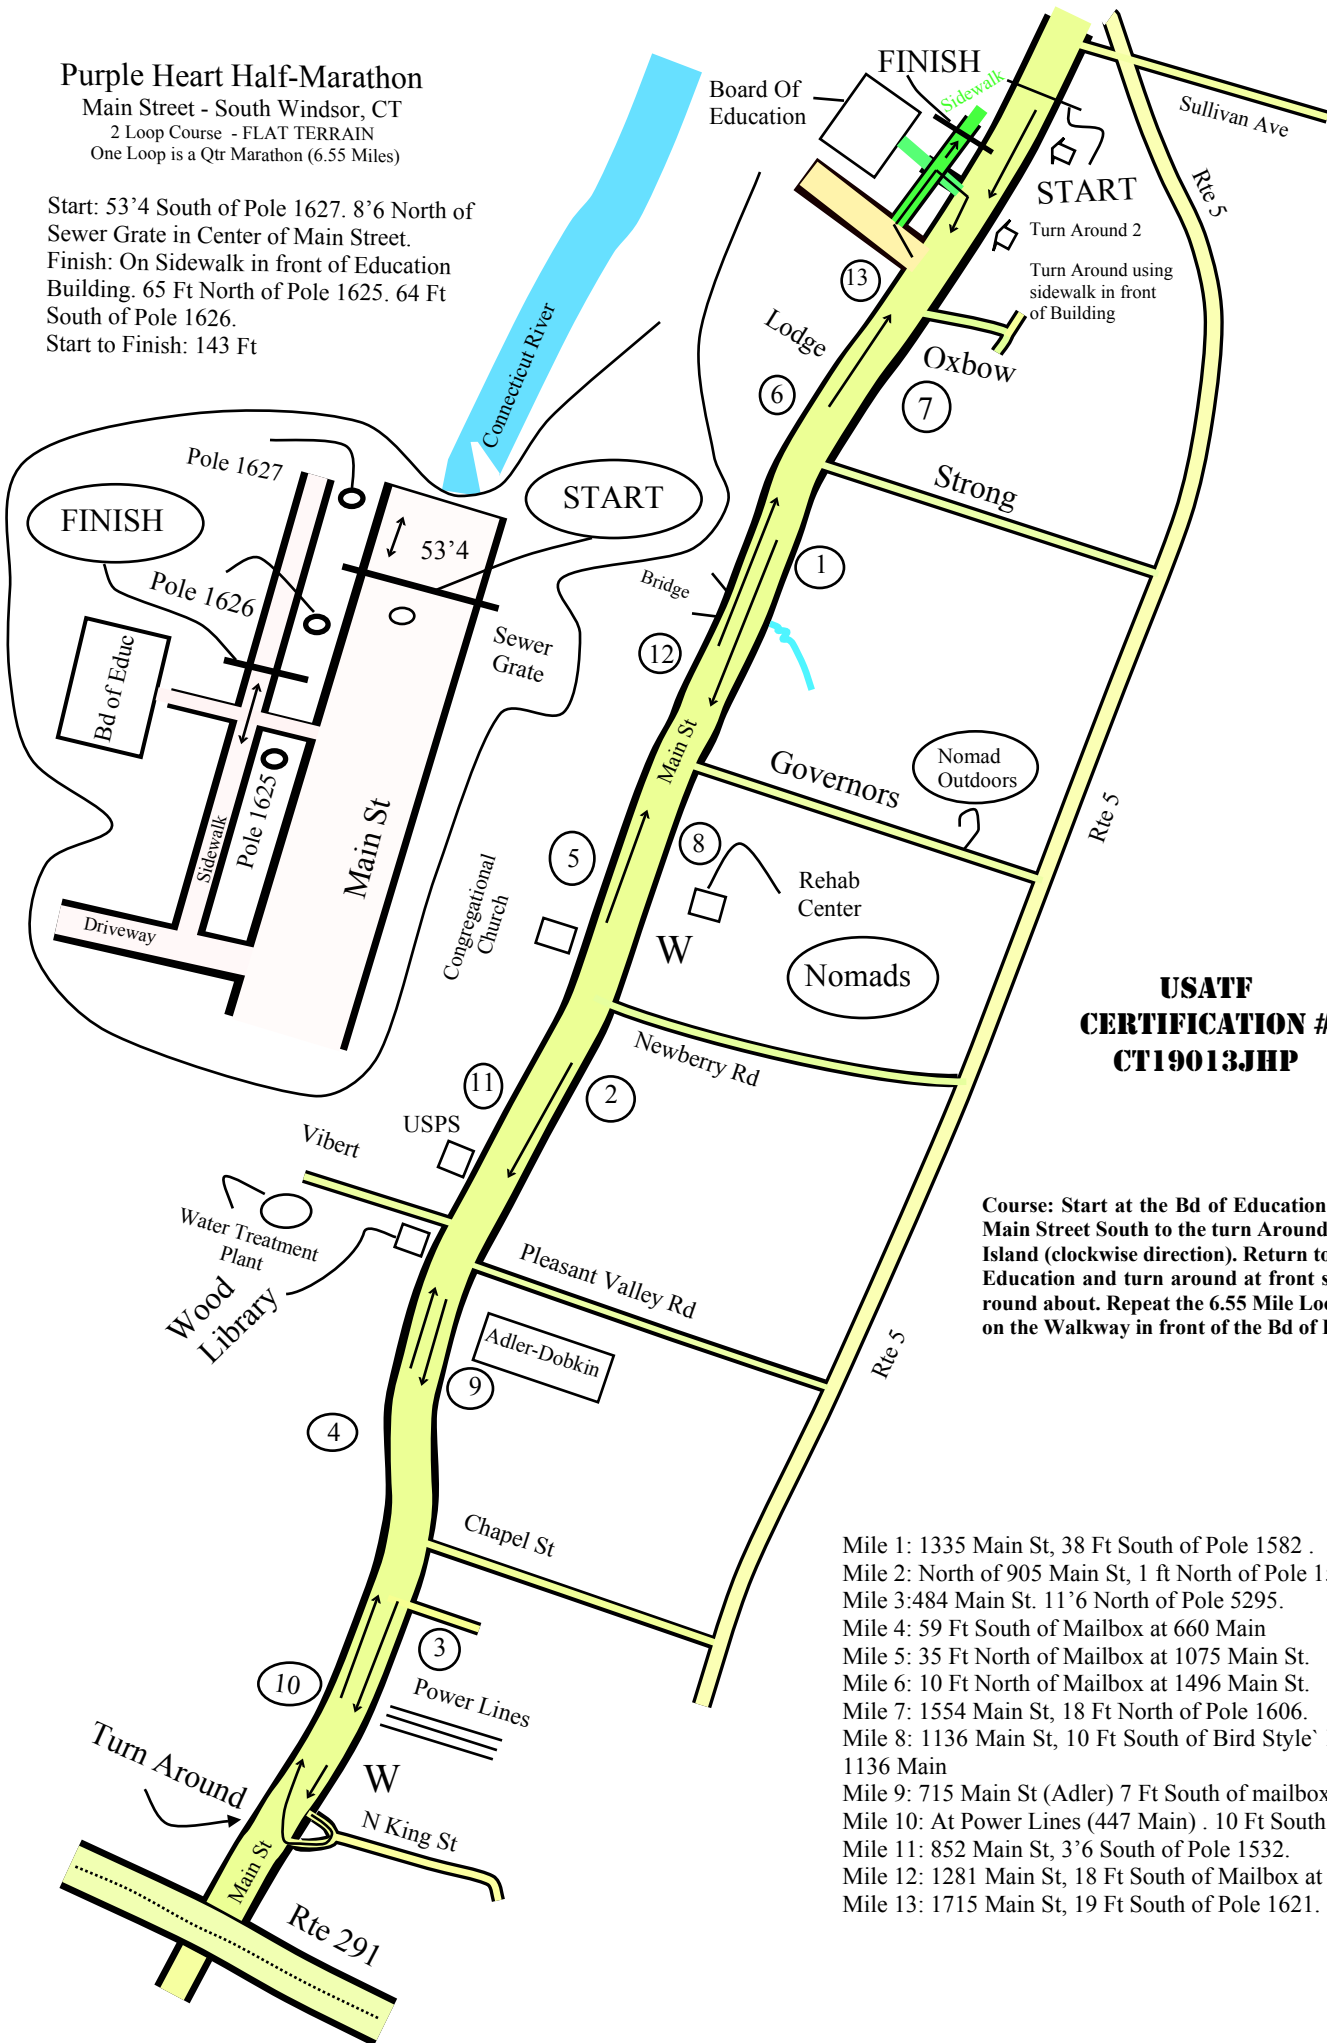 Purple Heart Half-Marathon
Main Street - South Windsor, CT
2 Loop Course - FLAT TERRAIN
One Loop is a Qtr Marathon (6.55 Miles)
Start: 53’4 South of Pole 1627. 8’6 North of
Sewer Grate in Center of Main Street.
Finish: On Sidewalk in front of Education
Building. 65 Ft North of Pole 1625. 64 Ft
South of Pole 1626.
Start to Finish: 143 Ft
FINISH
Sidewalk
Board Of
Education
Sullivan Ave
START
Rte 5
Turn Around 2
Turn Around using
sidewalk in front
of Building
13
Lodge
Oxbow
6
7
Connecticut River
Strong
Pole 1627
FINISH
START
53’4
Pole 1626
Sewer
Grate
Bd of Educ
Pole 1625
Sidewalk
Main St
Driveway
1
Bridge
12
Main St
Governors
Nomad
Outdoors
Rte 5
5
8
Rehab
Center
Congregational
Church
W
Nomads
USATF
CERTIFICATION #
CT19013JHP
Newberry Rd
11
2
USPS
Vibert
Water Treatment
Plant
Wood
Library
Pleasant Valley Rd
Adler-Dobkin
Rte 5
9
4
Course: Start at the Bd of Education
Main Street South to the turn Around
Island (clockwise direction). Return to
Education and turn around at front
round about. Repeat the 6.55 Mile
on the Walkway in front of the Bd of
Chapel St
3
10
Power Lines
Turn Around
W
N King St
Main St
Rte 291
Mile 1: 1335 Main St, 38 Ft South of Pole 1582 .
Mile 2: North of 905 Main St, 1 ft North of Pole
Mile 3:484 Main St. 11’6 North of Pole 5295.
Mile 4: 59 Ft South of Mailbox at 660 Main
Mile 5: 35 Ft North of Mailbox at 1075 Main St.
Mile 6: 10 Ft North of Mailbox at 1496 Main St.
Mile 7: 1554 Main St, 18 Ft North of Pole 1606.
Mile 8: 1136 Main St, 10 Ft South of Bird Style`
1136 Main
Mile 9: 715 Main St (Adler) 7 Ft South of mailbox
Mile 10: At Power Lines (447 Main) . 10 Ft South
Mile 11: 852 Main St, 3’6 South of Pole 1532.
Mile 12: 1281 Main St, 18 Ft South of Mailbox at
Mile 13: 1715 Main St, 19 Ft South of Pole 1621.